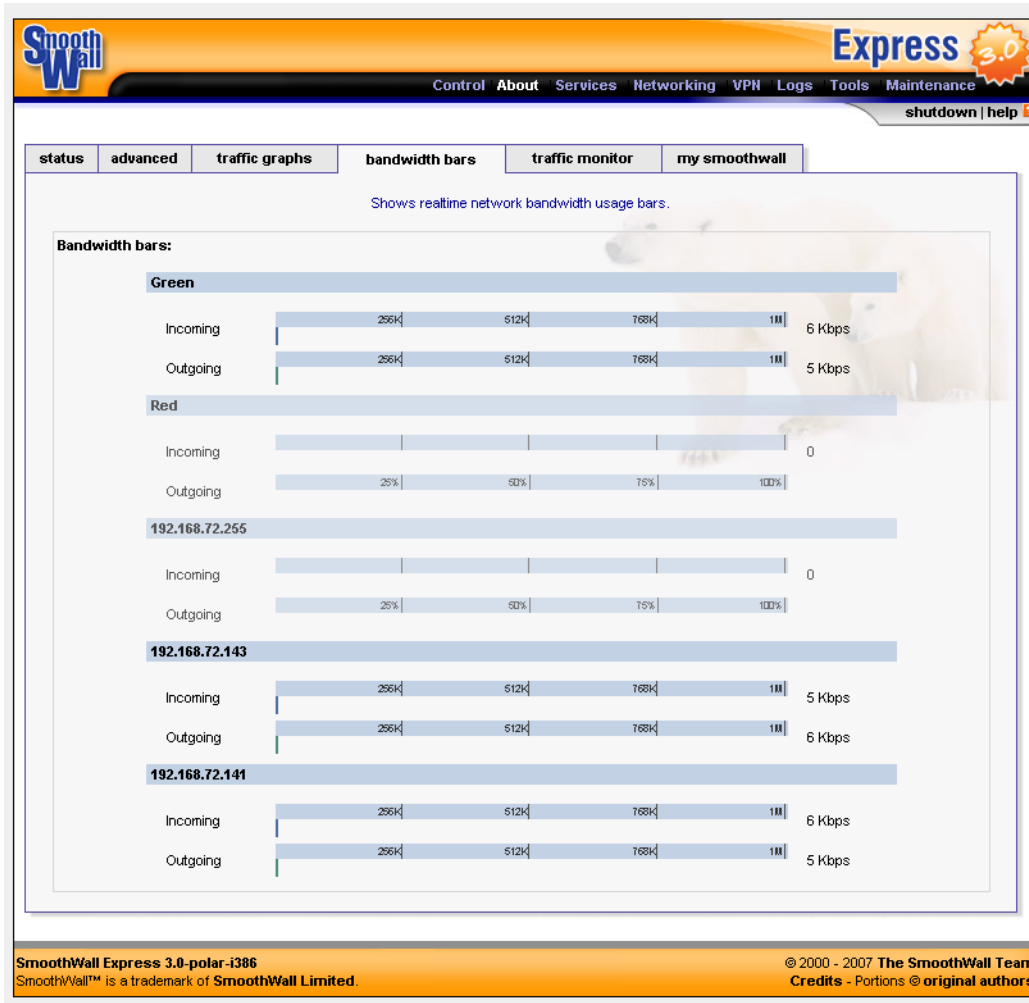 Smooth
Wall
Express 3.0
Control About Services Networking VPN Logs Tools Maintenance
shutdown | help
status advanced traffic graphs bandwidth bars traffic monitor my smoothwall
Shows realtime network bandwidth usage bars.
Bandwidth bars:
Green
Incoming 256K 512K 768K 1M 6 Kbps
Outgoing 256K 512K 768K 1M 5 Kbps
Red
Incoming 0
Outgoing 25% 50% 75% 100%
192.168.72.255
Incoming 0
Outgoing 25% 50% 75% 100%
192.168.72.143
Incoming 256K 512K 768K 1M 5 Kbps
Outgoing 256K 512K 768K 1M 6 Kbps
192.168.72.141
Incoming 256K 512K 768K 1M 6 Kbps
Outgoing 256K 512K 768K 1M 5 Kbps
SmoothWall Express 3.0-polar-i386 © 2000 - 2007 The SmoothWall Team
SmoothWall™ is a trademark of SmoothWall Limited. Credits - Portions © original authors